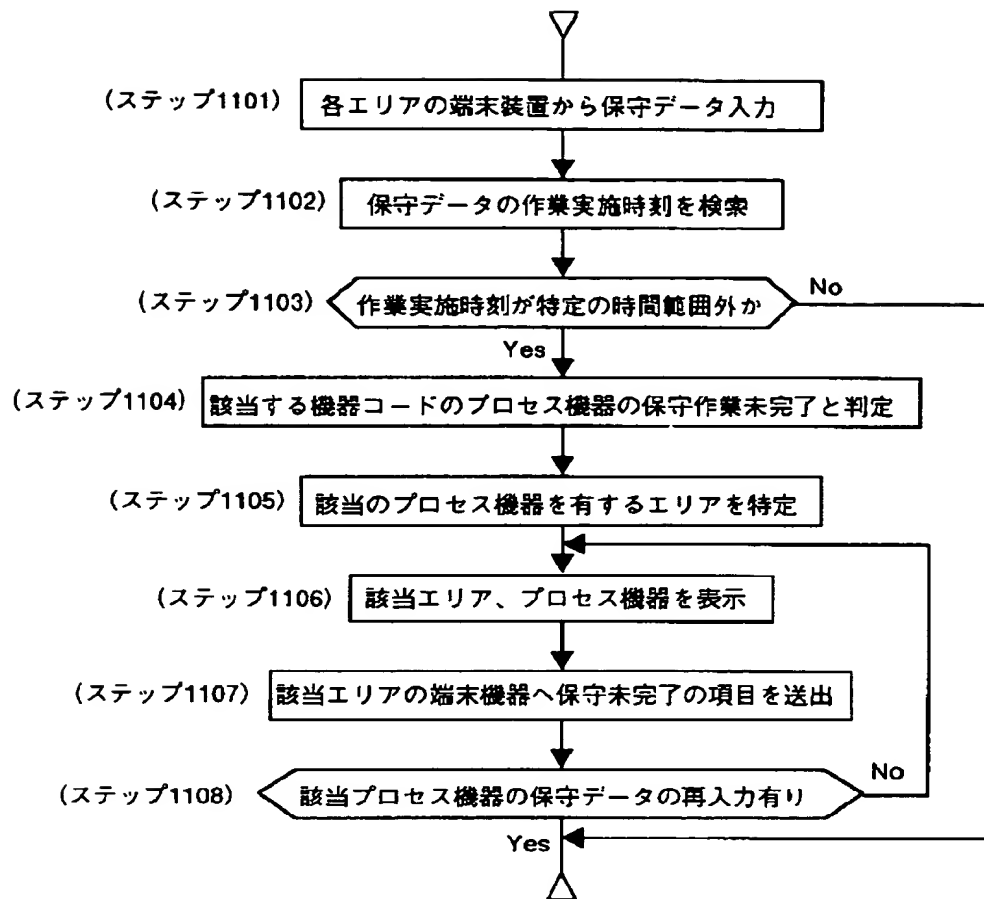 (ステップ1101) 各エリアの端末装置から保守データ入力
(ステップ1102) 保守データの作業実施時刻を検索
(ステップ1103) 作業実施時刻が特定の時間範囲外か No
Yes
(ステップ1104) 該当する機器コードのプロセス機器の保守作業未完了と判定
(ステップ1105) 該当のプロセス機器を有するエリアを特定
(ステップ1106) 該当エリア、プロセス機器を表示
(ステップ1107) 該当エリアの端末機器へ保守未完了の項目を送出
(ステップ1108) 該当プロセス機器の保守データの再入力有り No
Yes